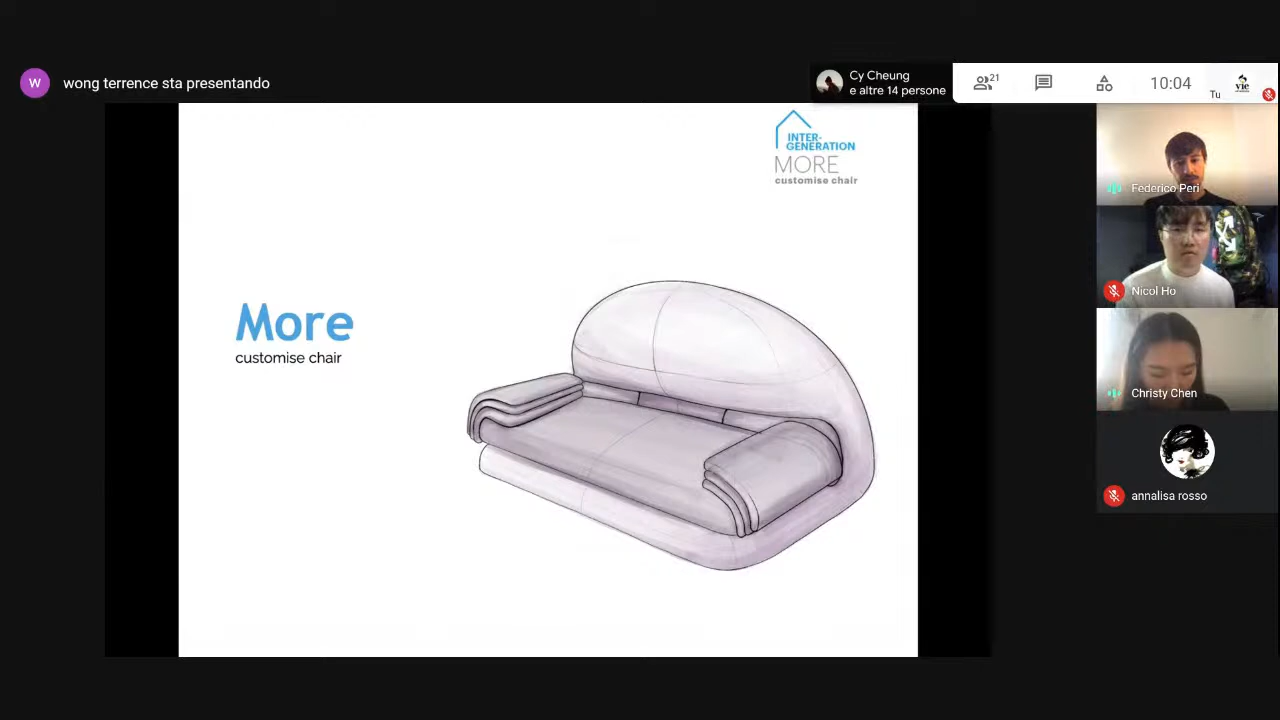 W
wong terrence sta presentando
Cy Cheung
e altre 14 persone
21
10:04
Tu
vie
INTER-
GENERATION
MORE
customise chair
More
customise chair
Federico Peri
Nicol Ho
Christy Chen
annalisa rosso